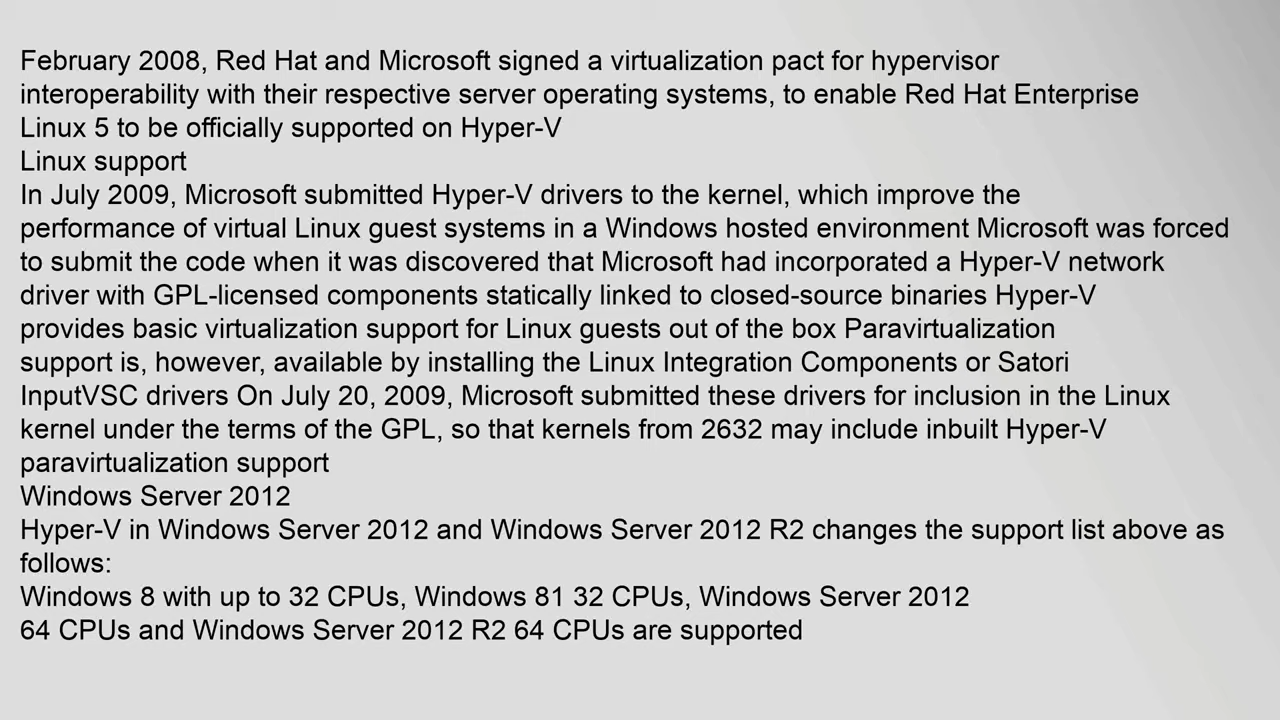 February 2008, Red Hat and Microsoft signed a virtualization pact for hypervisor
interoperability with their respective server operating systems, to enable Red Hat Enterprise
Linux 5 to be officially supported on Hyper-V
Linux support
In July 2009, Microsoft submitted Hyper-V drivers to the kernel, which improve the
performance of virtual Linux guest systems in a Windows hosted environment Microsoft was forced
to submit the code when it was discovered that Microsoft had incorporated a Hyper-V network
driver with GPL-licensed components statically linked to closed-source binaries Hyper-V
provides basic virtualization support for Linux guests out of the box Paravirtualization
support is, however, available by installing the Linux Integration Components or Satori
InputVSC drivers On July 20, 2009, Microsoft submitted these drivers for inclusion in the Linux
kernel under the terms of the GPL, so that kernels from 2632 may include inbuilt Hyper-V
paravirtualization support
Windows Server 2012
Hyper-V in Windows Server 2012 and Windows Server 2012 R2 changes the support list above as
follows:
Windows 8 with up to 32 CPUs, Windows 81 32 CPUs, Windows Server 2012
64 CPUs and Windows Server 2012 R2 64 CPUs are supported